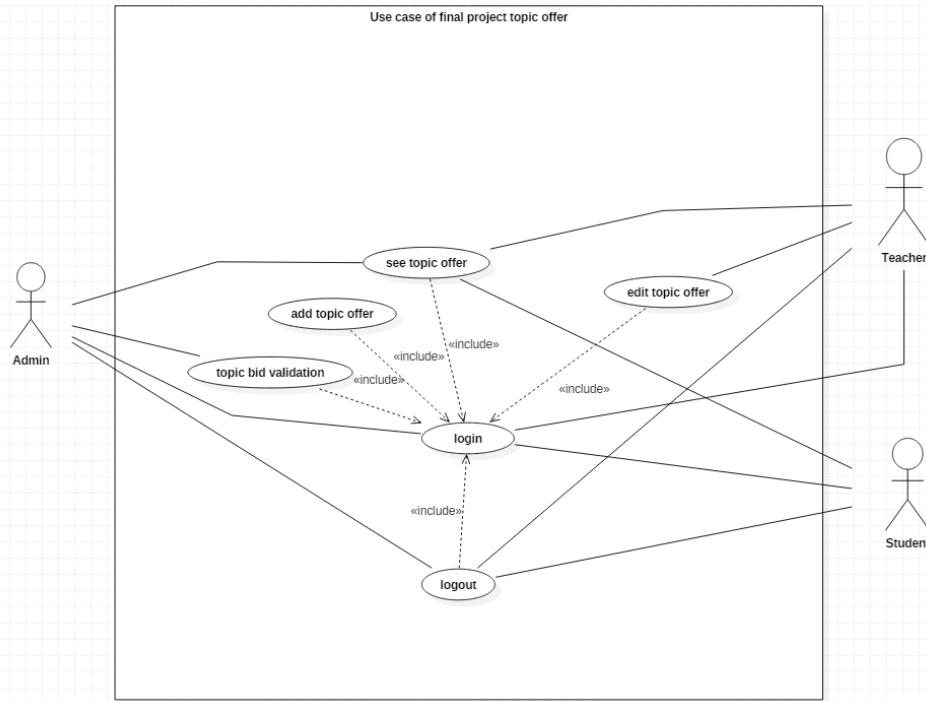 Use case of final project topic offer
Teacher
see topic offer
edit topic offer
add topic offer
«include»
«include»
Admin
topic bid validation
«include»
«include»
login
«include»
Studen
logout